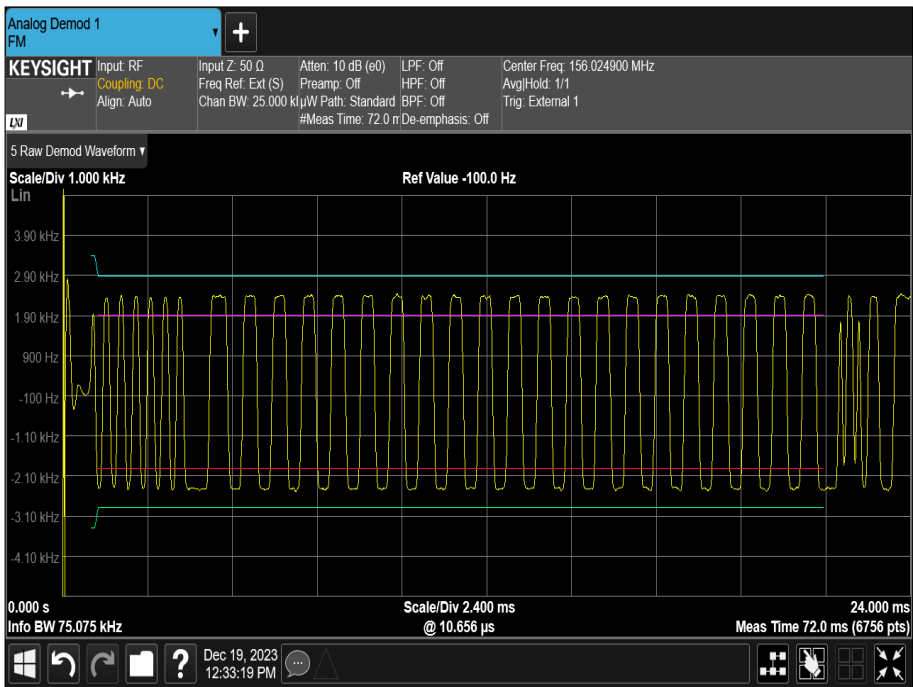 Analog Demod 1
FM
KEYSIGHT
LXI
Input: RF
Coupling: DC
Align: Auto
Input Z: 50 Ω
Freq Ref: Ext (S)
Chan BW: 25.000 kl
Atten: 10 dB (e0)
Preamp: Off
µW Path: Standard
#Meas Time: 72.0 m
LPF: Off
HPF: Off
BPF: Off
De-emphasis: Off
Center Freq: 156.024900 MHz
Avg|Hold: 1/1
Trig: External 1
5 Raw Demod Waveform
Scale/Div 1.000 kHz
Ref Value -100.0 Hz
Lin
3.90 kHz
2.90 kHz
1.90 kHz
900 Hz
-100 Hz
-1.10 kHz
-2.10 kHz
-3.10 kHz
-4.10 kHz
0.000 s
Scale/Div 2.400 ms
24.000 ms
Info BW 75.075 kHz
@ 10.656 µs
Meas Time 72.0 ms (6756 pts)
?
Dec 19, 2023
12:33:19 PM